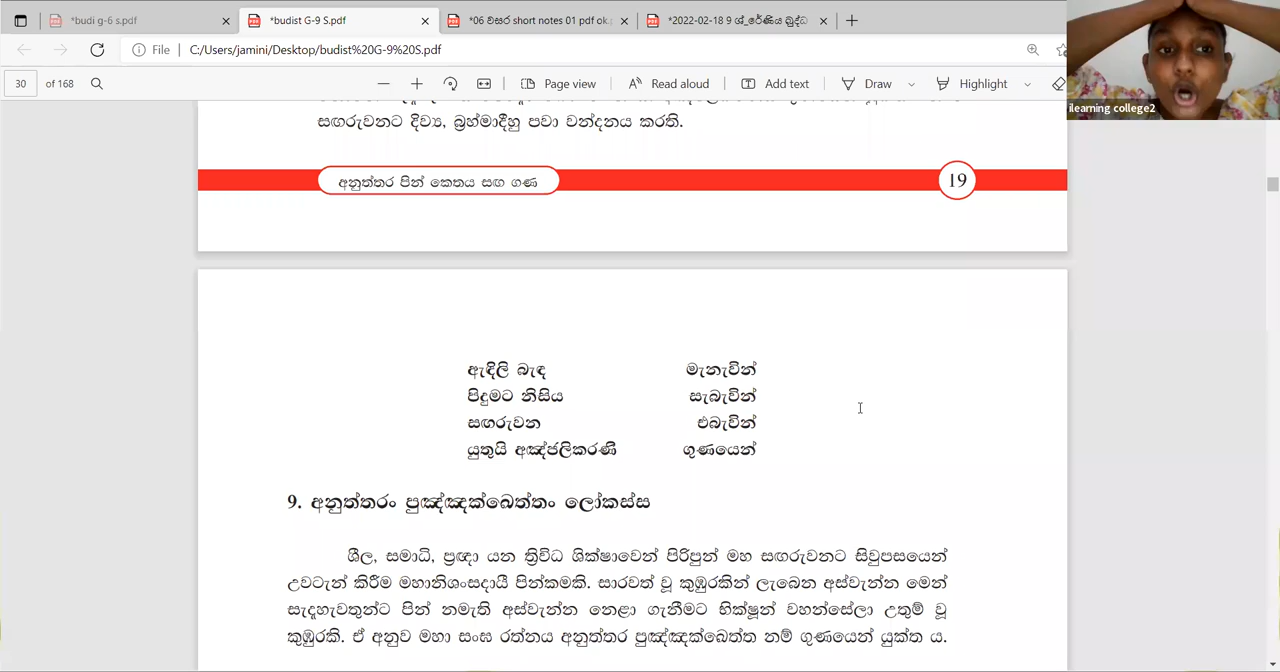 *budi g-6 s.pdf
*budist G-9 S.pdf
*06 වසර short notes 01 pdf ok.
*2022-02-18 9 ශ්‍රේණිය බුද්ධ
File C:/Users/jamini/Desktop/budist%20G-9%20S.pdf
30 of 168
Page view
Read aloud
Add text
Draw
Highlight
ilearning college2
සඟරුවනට දිව්‍ය, බ්‍රහ්මාදීහු පවා වන්දනය කරති.
අනුත්තර පින් කෙතය සඟ ගණ
19
ඇඳිලි බැඳ මැනැවින්
පිදුමට නිසිය සැබැවින්
සඟරුවන එබැවින්
යුතුයි අඤ්ජලිකරණි ගුණයෙන්
9. අනුත්තරං පුඤ්ඤක්ඛෙත්තං ලෝකස්ස
ශීල, සමාධි, ප්‍රඥා යන ත්‍රිවිධ ශික්ෂාවෙන් පිරිපුන් මහ සඟරුවනට සිවුපසයෙන්
උවටැන් කිරීම මහානිශංසදායී පින්කමකි. සාරවත් වූ කුඹුරකින් ලැබෙන අස්වැන්න මෙන්
සැදැහැවතුන්ට පින් නමැති අස්වැන්න නෙළා ගැනීමට භික්ෂූන් වහන්සේලා උතුම් වූ
කුඹුරකි. ඒ අනුව මහා සංඝ රත්නය අනුත්තර පුඤ්ඤක්ඛෙත්ත නම් ගුණයෙන් යුක්ත ය.